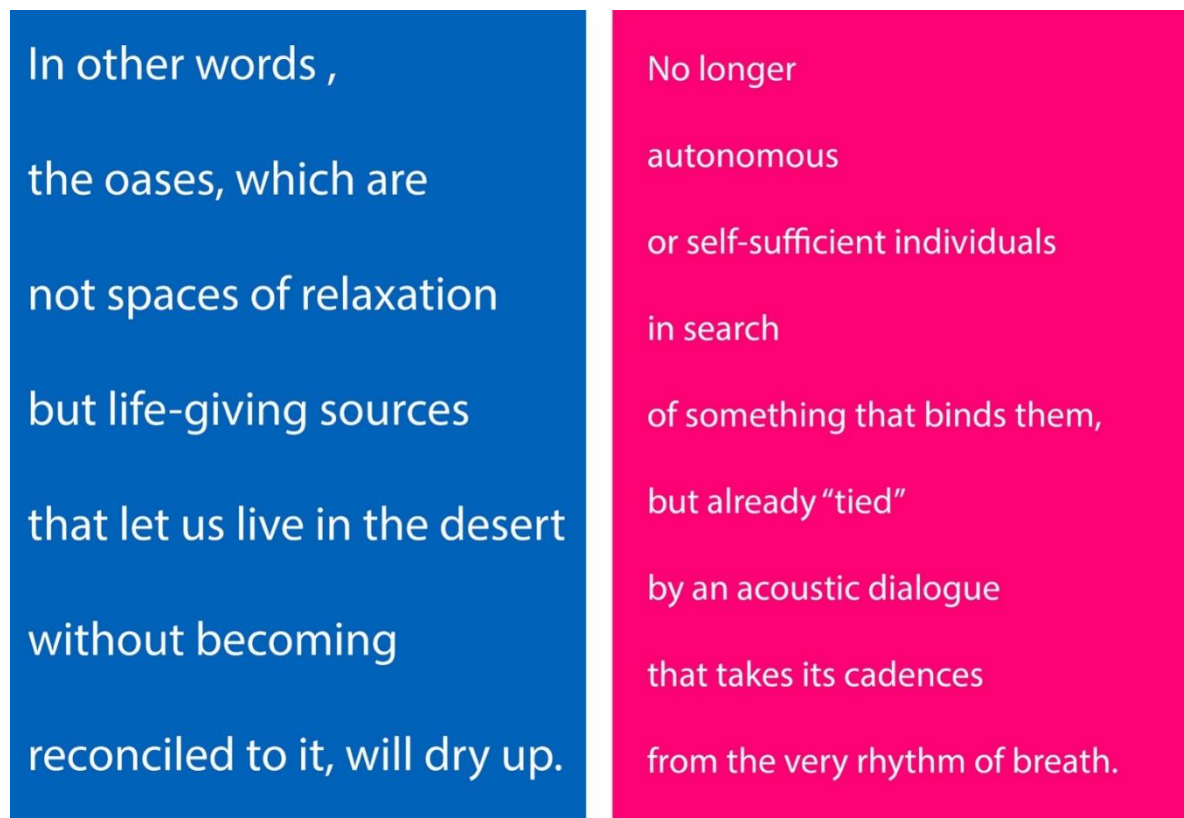 In other words ,
the oases, which are
not spaces of relaxation
but life-giving sources
that let us live in the desert
without becoming
reconciled to it, will dry up.
No longer
autonomous
or self-sufficient individuals
in search
of something that binds them,
but already “tied”
by an acoustic dialogue
that takes its cadences
from the very rhythm of breath.